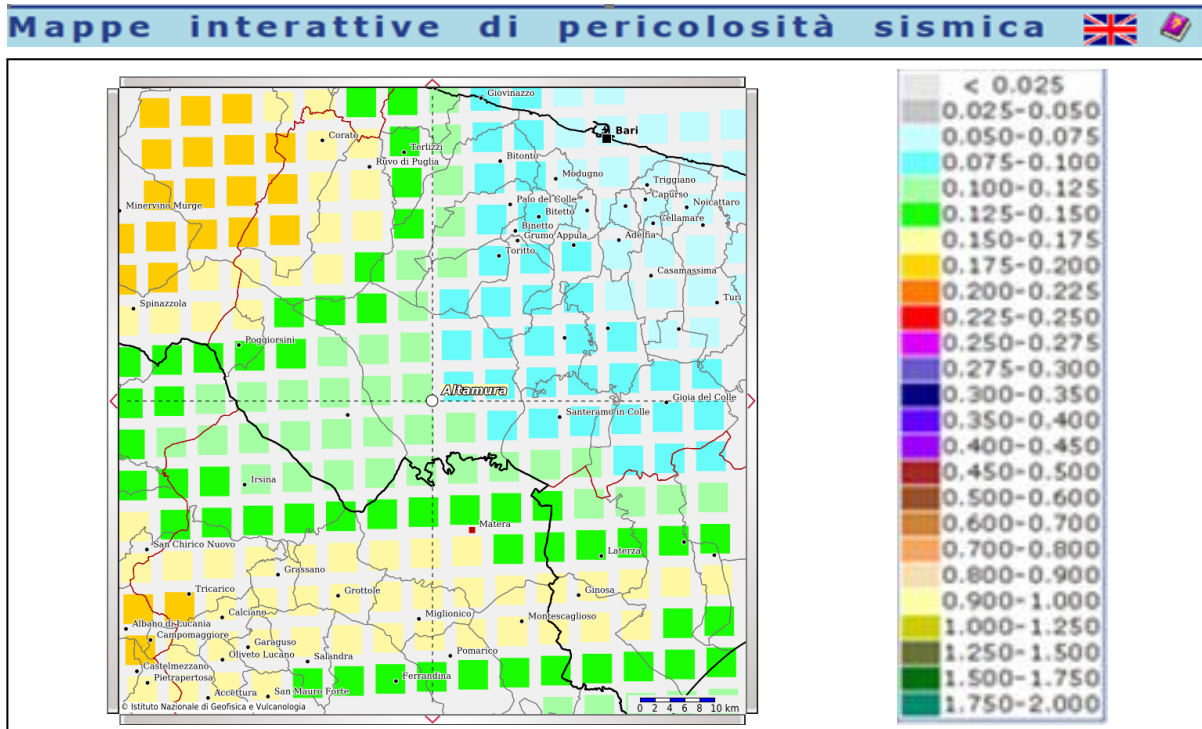 Mappe interattive di pericolosità sismica
Giovinazzo
Bari
Corato
Terlizzi
Ruvo di Puglia
Bitonto
Modugno
Triggiano
Capurso
Palo del Colle
Noicattaro
Minervino Murge
Bitetto
Cellamare
Binetto
Grumo Appula
Adelfia
Toritto
Casamassima
Spinazzola
Turi
Poggiorsini
Altamura
Gioia del Colle
Santeramo in Colle
Irsina
Matera
San Chirico Nuovo
Laterza
Grassano
Tricarico
Grottole
Ginosa
Calciano
Miglionico
Montescaglioso
Albano di Lucania
Campomaggiore
Garaguso
Oliveto Lucano
Salandra
Pomarico
Castelmezzano
Pietrapertosa
Ferrandina
Accettura
San Mauro Forte
© Istituto Nazionale di Geofisica e Vulcanologia
0 2 4 6 8 10 km
< 0.025
0.025-0.050
0.050-0.075
0.075-0.100
0.100-0.125
0.125-0.150
0.150-0.175
0.175-0.200
0.200-0.225
0.225-0.250
0.250-0.275
0.275-0.300
0.300-0.350
0.350-0.400
0.400-0.450
0.450-0.500
0.500-0.600
0.600-0.700
0.700-0.800
0.800-0.900
0.900-1.000
1.000-1.250
1.250-1.500
1.500-1.750
1.750-2.000